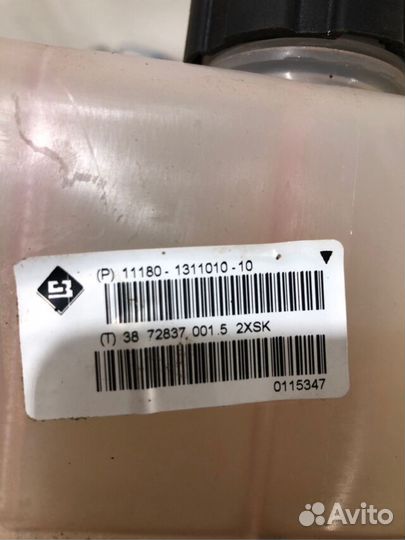 (P) 11180-1311010-10
(T) 38 72837 001.5 2XSK
0115347
Avito